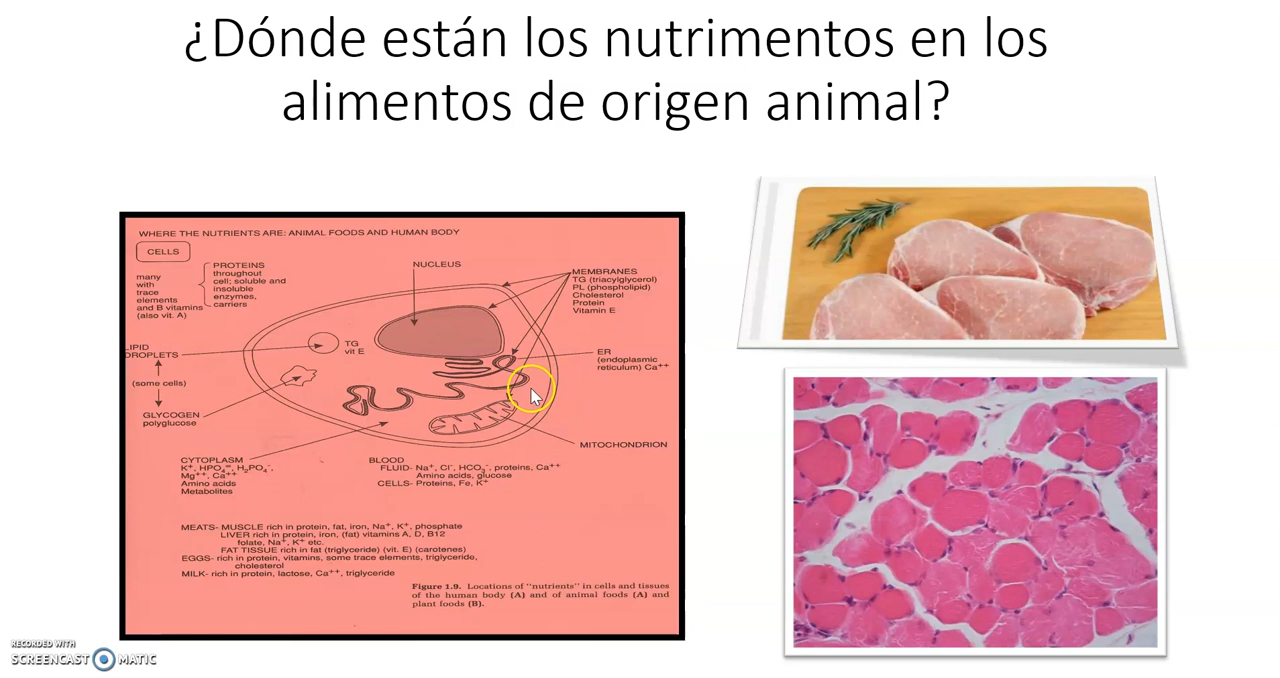 ¿Dónde están los nutrimentos en los
alimentos de origen animal?
WHERE THE NUTRIENTS ARE: ANIMAL FOODS AND HUMAN BODY
CELLS
many
with
trace
elements
and B vitamins
(also vit. A)
PROTEINS
throughout
cell; soluble and
insoluble
enzymes,
carriers
NUCLEUS
MEMBRANES
TG (triacylglycerol)
PL (phospholipid)
Cholesterol
Protein
Vitamin E
LIPID
DROPLETS
TG
vit E
ER
(endoplasmic
reticulum) Ca⁺⁺
(some cells)
GLYCOGEN
polyglucose
MITOCHONDRION
CYTOPLASM
K⁺, HPO₄⁼, H₂PO₄⁻,
Mg⁺⁺, Ca⁺⁺
Amino acids
Metabolites
BLOOD
FLUID- Na⁺, Cl⁻, HCO₃⁻, proteins, Ca⁺⁺
Amino acids, glucose
CELLS- Proteins, Fe, K⁺
MEATS- MUSCLE rich in protein, fat, iron, Na⁺, K⁺, phosphate
LIVER rich in protein, iron, (fat) vitamins A, D, B12
folate, Na⁺, K⁺ etc.
FAT TISSUE rich in fat (triglyceride) (vit. E) (carotenes)
EGGS- rich in protein, vitamins, some trace elements, triglyceride,
cholesterol
MILK- rich in protein, lactose, Ca⁺⁺, triglyceride
Figure 1.9. Locations of "nutrients" in cells and tissues
of the human body (A) and of animal foods (A) and
plant foods (B).
RECORDED WITH
SCREENCAST MATIC